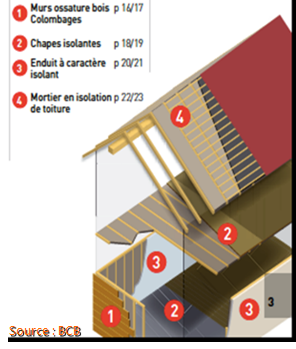 1 Murs ossature bois p 16/17
Colombages
2 Chapes isolantes p 18/19
3 Enduit à caractère p 20/21
isolant
4 Mortier en isolation p 22/23
de toiture
4
2
3
3
1
2
3
Source : BCB